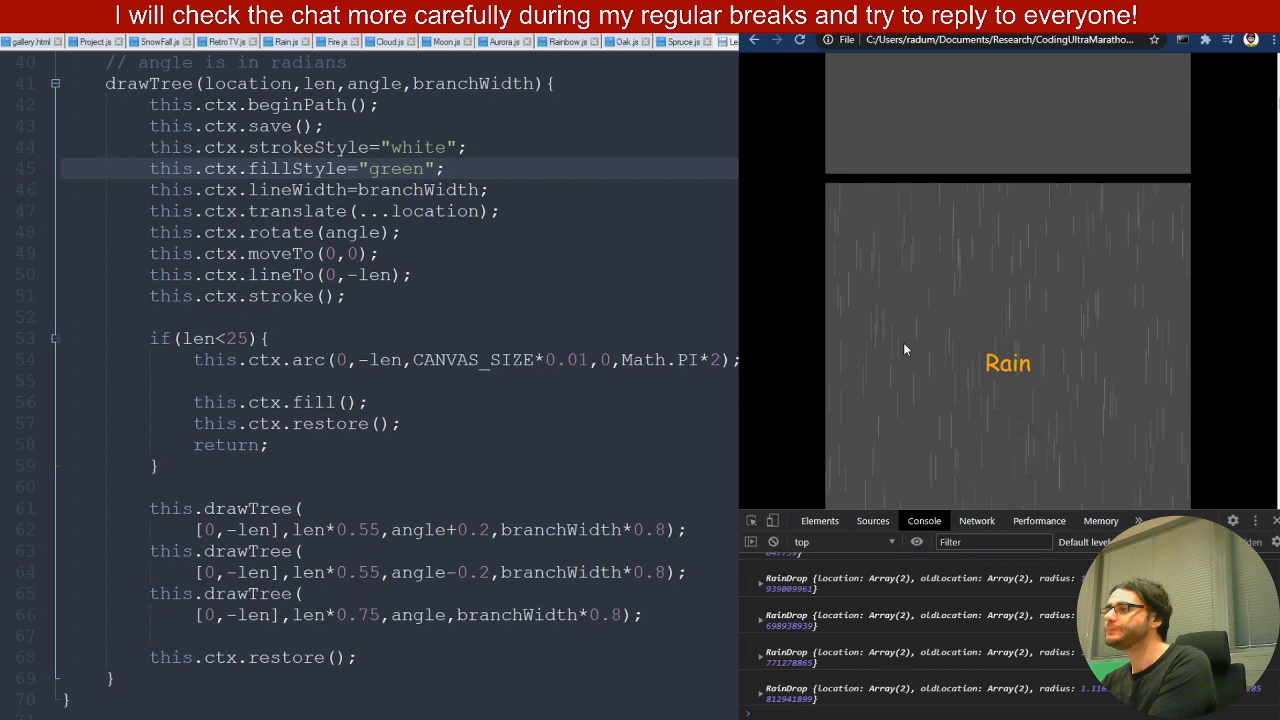 I will check the chat more carefully during my regular breaks and try to reply to everyone!
gallery.html Project.js SnowFall.js RetroTV.js Rain.js Fire.js Cloud.js Moon.js Aurora.js Rainbow.js Oak.js Spruce.js Le
File C:/Users/radum/Documents/Research/CodingUltraMaratho...
40 // angle is in radians
41 drawTree(location,len,angle,branchWidth){
42 this.ctx.beginPath();
43 this.ctx.save();
44 this.ctx.strokeStyle="white";
45 this.ctx.fillStyle="green";
46 this.ctx.lineWidth=branchWidth;
47 this.ctx.translate(...location);
48 this.ctx.rotate(angle);
49 this.ctx.moveTo(0,0);
50 this.ctx.lineTo(0,-len);
51 this.ctx.stroke();
52
53 if(len<25){
54 this.ctx.arc(0,-len,CANVAS_SIZE*0.01,0,Math.PI*2);
55
56 this.ctx.fill();
57 this.ctx.restore();
58 return;
59 }
60
61 this.drawTree(
62 [0,-len],len*0.55,angle+0.2,branchWidth*0.8);
63 this.drawTree(
64 [0,-len],len*0.55,angle-0.2,branchWidth*0.8);
65 this.drawTree(
66 [0,-len],len*0.75,angle,branchWidth*0.8);
67
68 this.ctx.restore();
69 }
70 }
Rain
Elements Sources Console Network Performance Memory »
top Filter Default leve
RainDrop {location: Array(2), oldLocation: Array(2), radius: 1
939009961}
RainDrop {location: Array(2), oldLocation: Array(2), radius:
698938939}
RainDrop {location: Array(2), oldLocation: Array(2), radius:
771278865}
RainDrop {location: Array(2), oldLocation: Array(2), radius: 1.116
812941899}